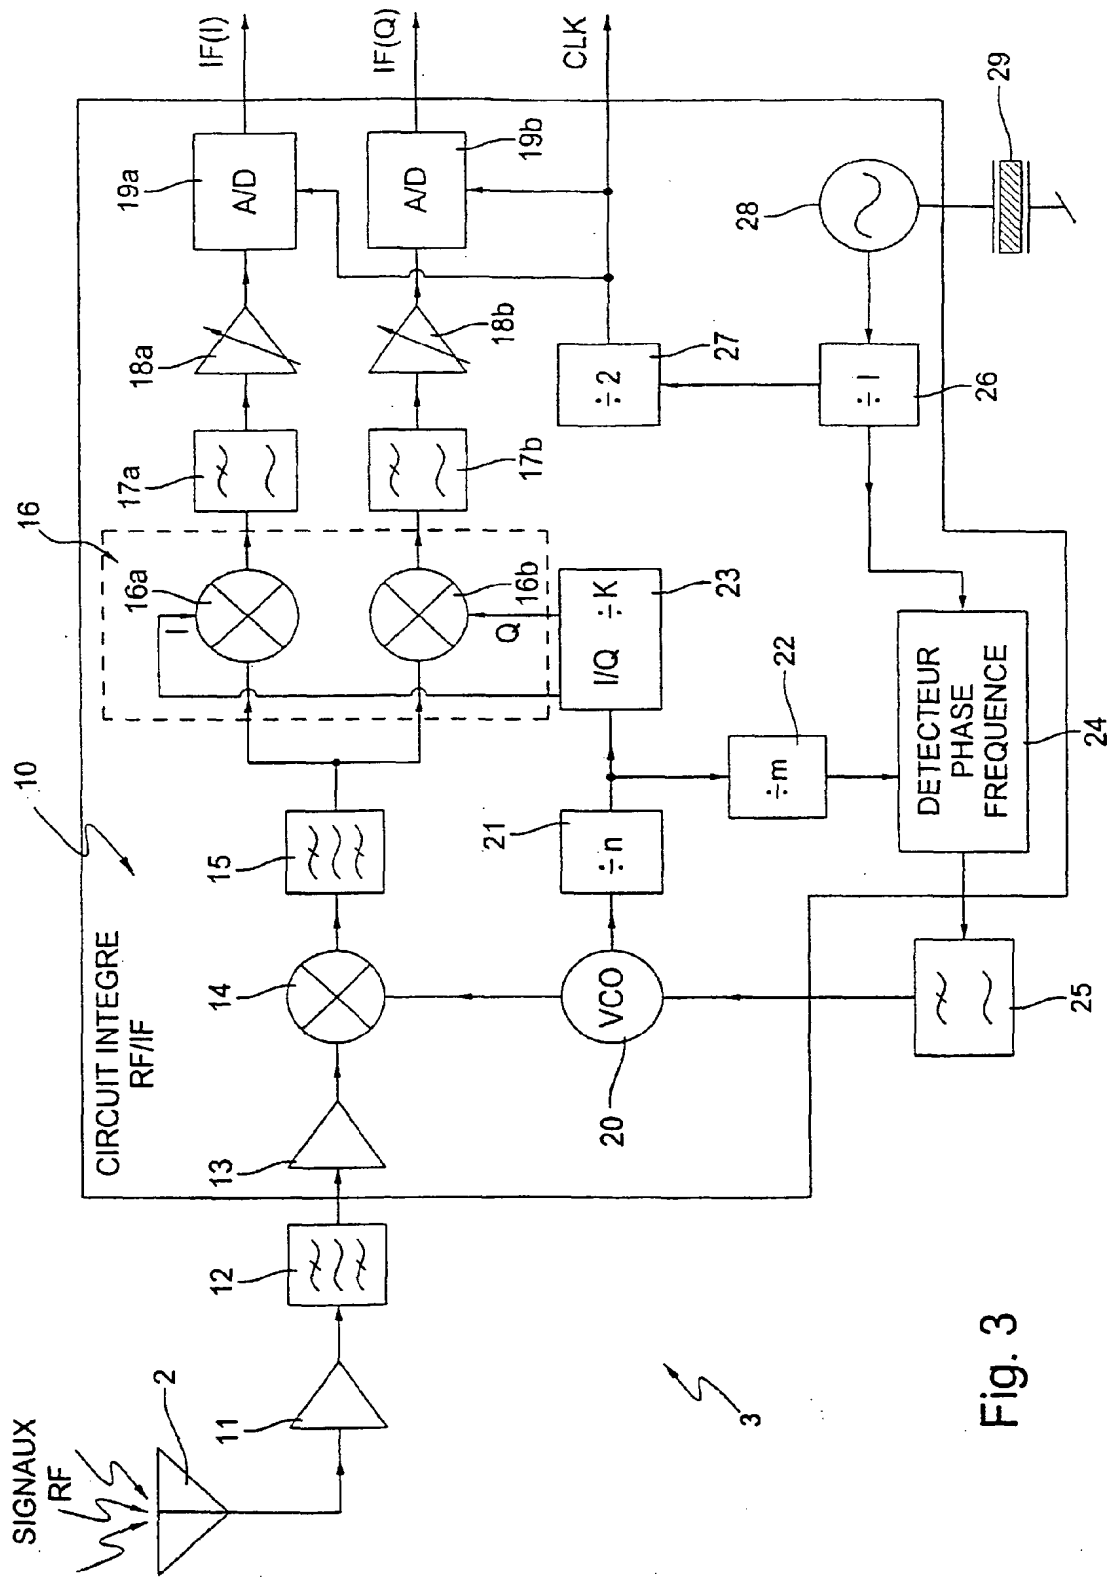 SIGNAUX
RF
2
11
12
3
Fig. 3
CIRCUIT INTEGRE
RF/IF
10
13
14
15
16
16a
I
16b
Q
17a
17b
18a
18b
19a
A/D
19b
A/D
IF(I)
IF(Q)
CLK
VCO
20
21
÷n
÷m
22
I/Q ÷K
23
DETECTEUR
PHASE
FREQUENCE
24
25
÷ l
26
÷ 2
27
28
29